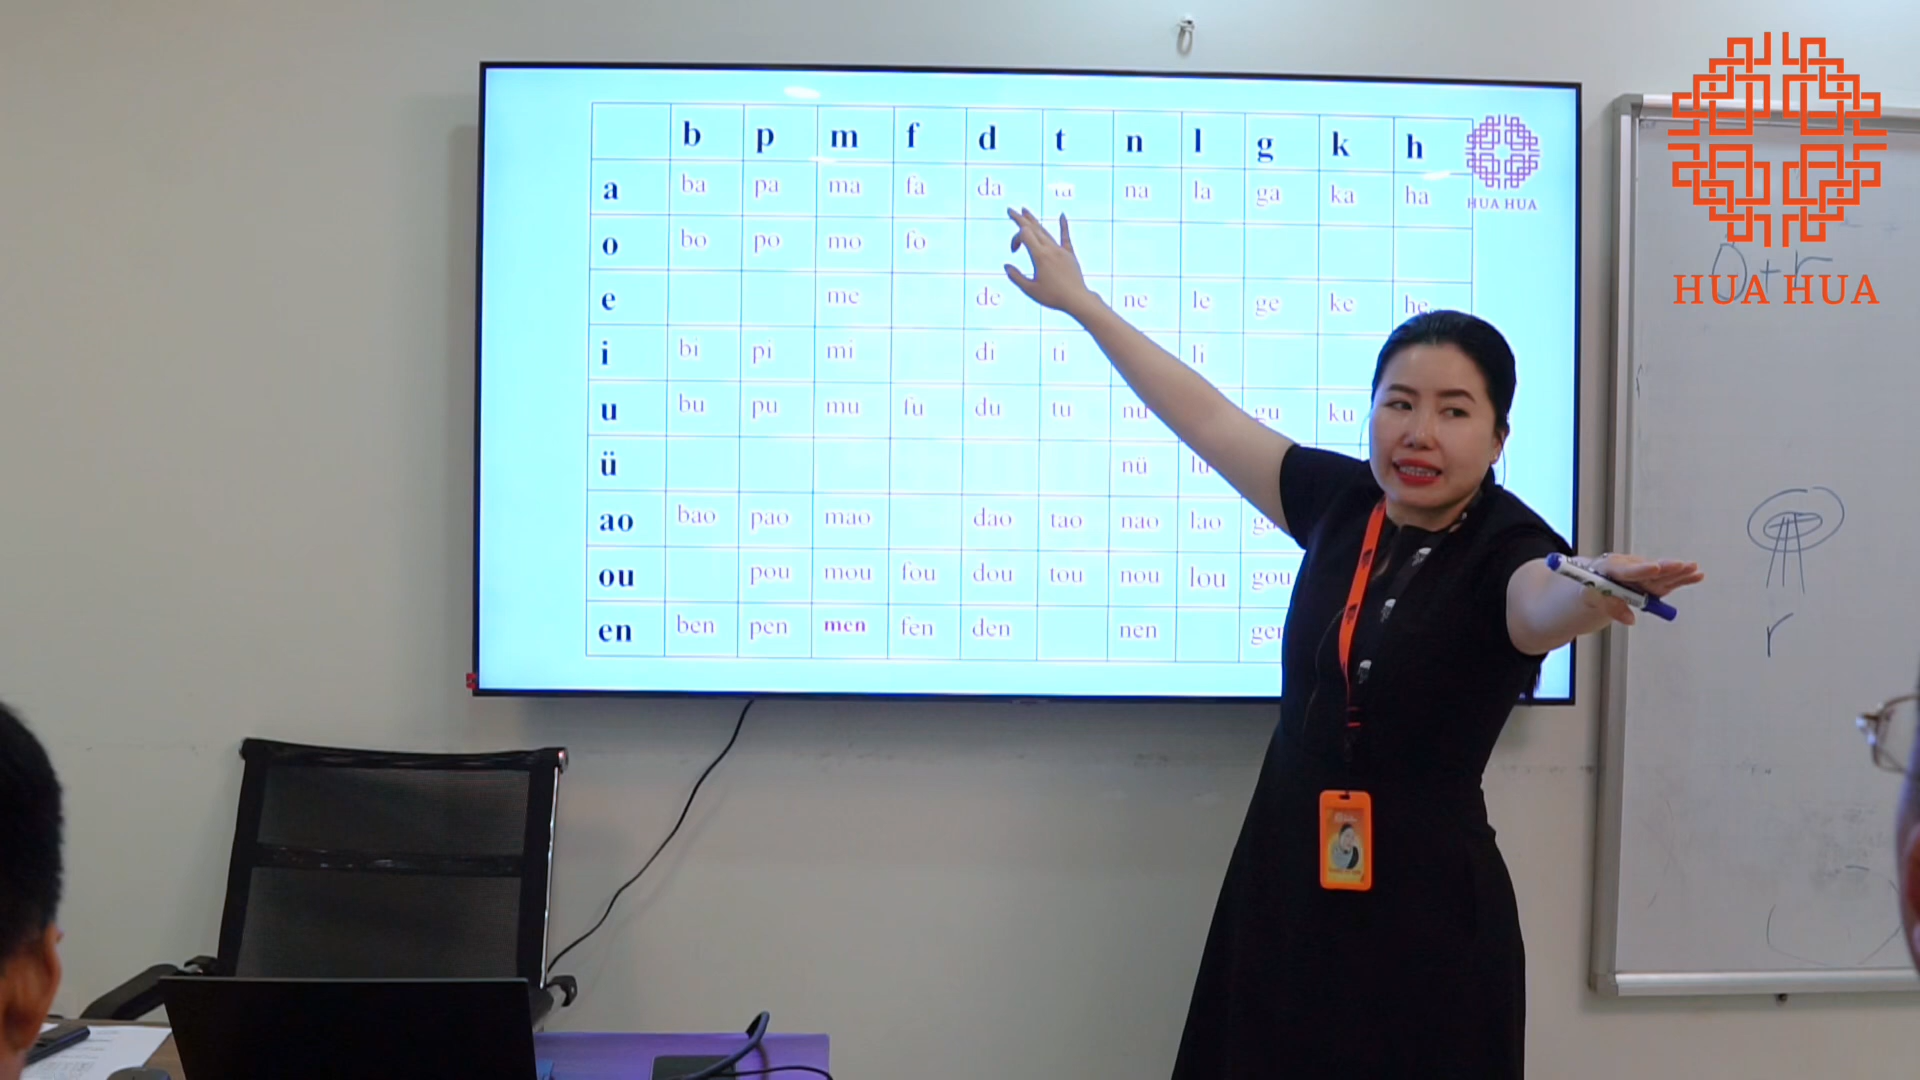 b p m f d t n l g k h
a ba pa ma fa da na la ga ka ha
o bo po mo fo
e me de ne le ge ke he
i bi pi mi di ti li
u bu pu mu fu du tu nu gu ku
ü nü
ao bao pao mao dao tao nao lao
ou pou mou fou dou tou nou lou gou
en ben pen men fen den nen
HUA HUA
HUA HUA
r